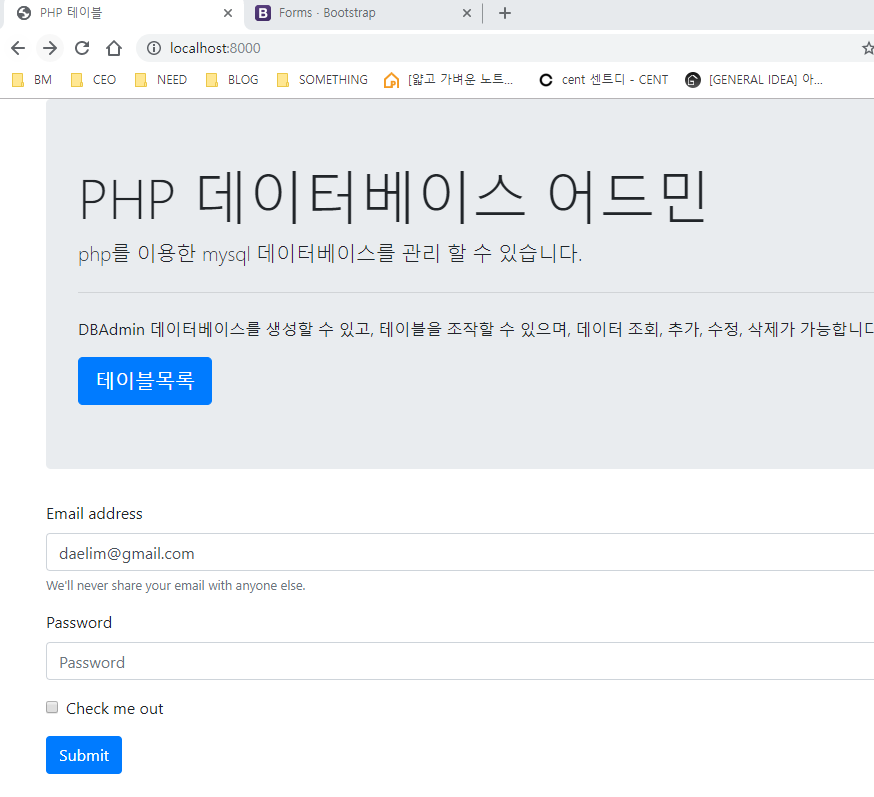 PHP 테이블
Forms · Bootstrap
localhost:8000
BM CEO NEED BLOG SOMETHING [얇고 가벼운 노트... cent 센트디 - CENT [GENERAL IDEA] 아...
PHP 데이터베이스 어드민
php를 이용한 mysql 데이터베이스를 관리 할 수 있습니다.
DBAdmin 데이터베이스를 생성할 수 있고, 테이블을 조작할 수 있으며, 데이터 조회, 추가, 수정, 삭제가 가능합니다
테이블목록
Email address
daelim@gmail.com
We'll never share your email with anyone else.
Password
Password
Check me out
Submit